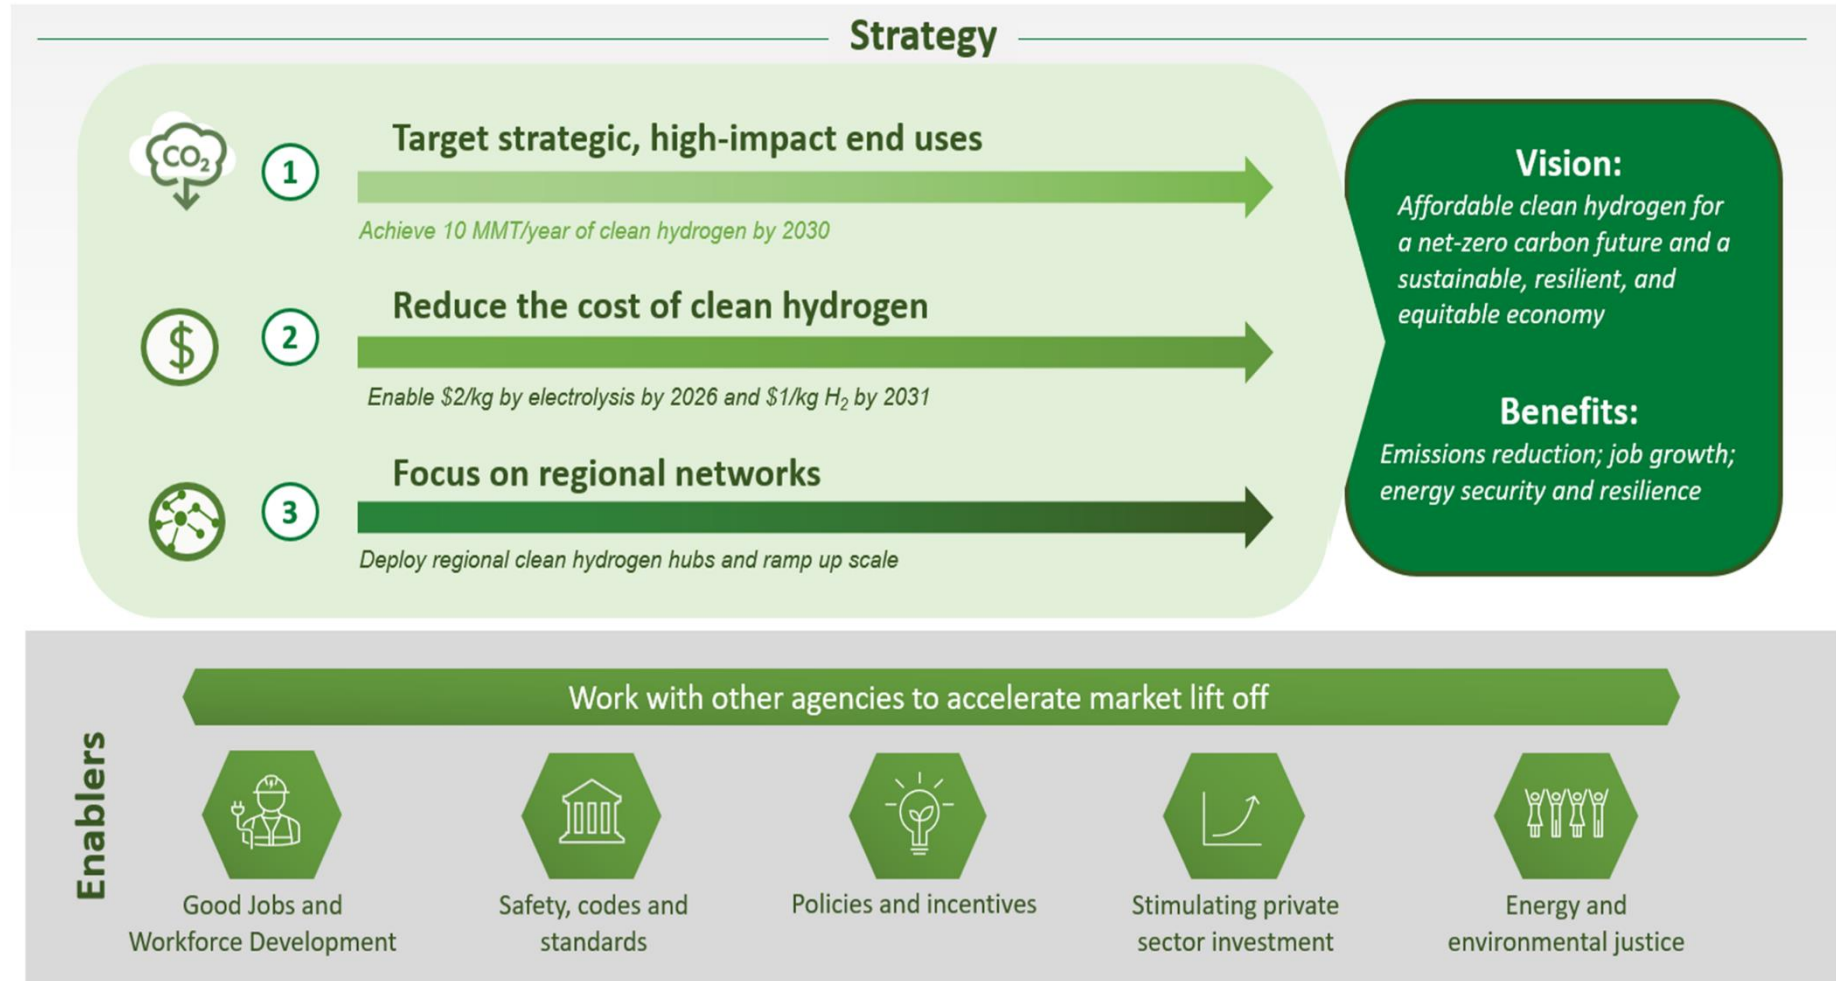 Strategy
CO2
1
Target strategic, high-impact end uses
Achieve 10 MMT/year of clean hydrogen by 2030
$
2
Reduce the cost of clean hydrogen
Enable $2/kg by electrolysis by 2026 and $1/kg H2 by 2031
3
Focus on regional networks
Deploy regional clean hydrogen hubs and ramp up scale
Vision:
Affordable clean hydrogen for
a net-zero carbon future and a
sustainable, resilient, and
equitable economy
Benefits:
Emissions reduction; job growth;
energy security and resilience
Enablers
Work with other agencies to accelerate market lift off
Good Jobs and
Workforce Development
Safety, codes and
standards
Policies and incentives
Stimulating private
sector investment
Energy and
environmental justice